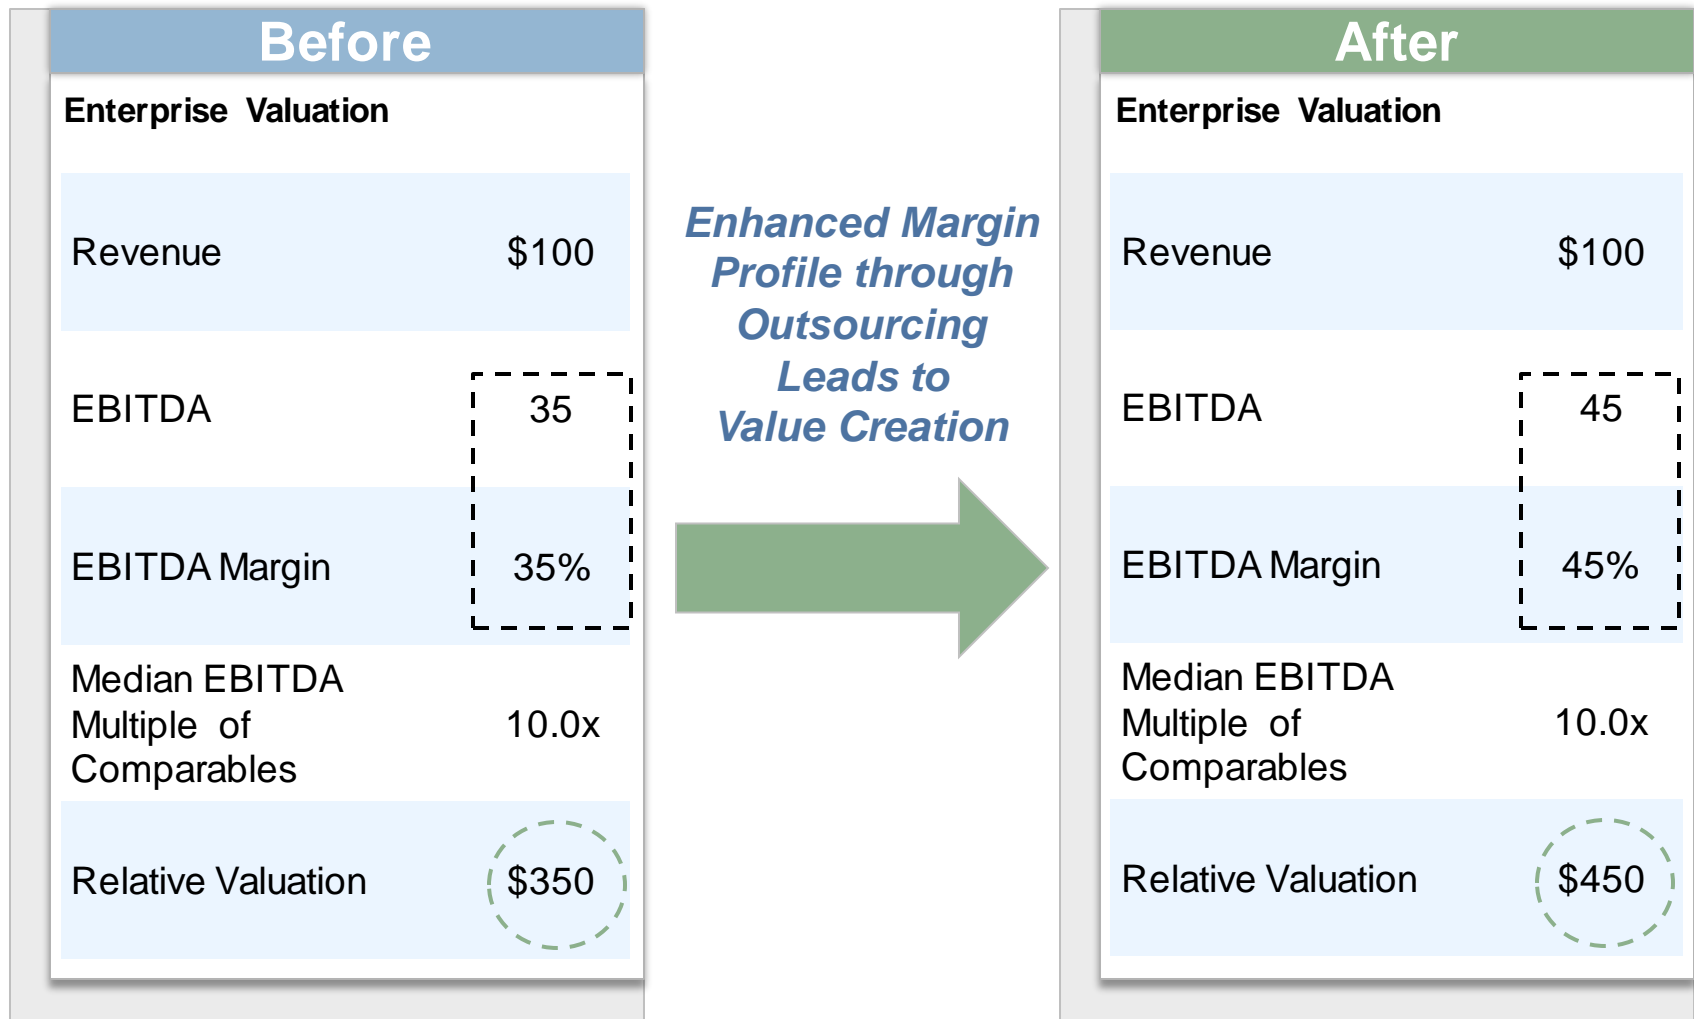 Before
Enterprise Valuation
Revenue $100
EBITDA 35
EBITDA Margin 35%
Median EBITDA
Multiple of 10.0x
Comparables
Relative Valuation $350
Enhanced Margin
Profile through
Outsourcing
Leads to
Value Creation
After
Enterprise Valuation
Revenue $100
EBITDA 45
EBITDA Margin 45%
Median EBITDA
Multiple of 10.0x
Comparables
Relative Valuation $450